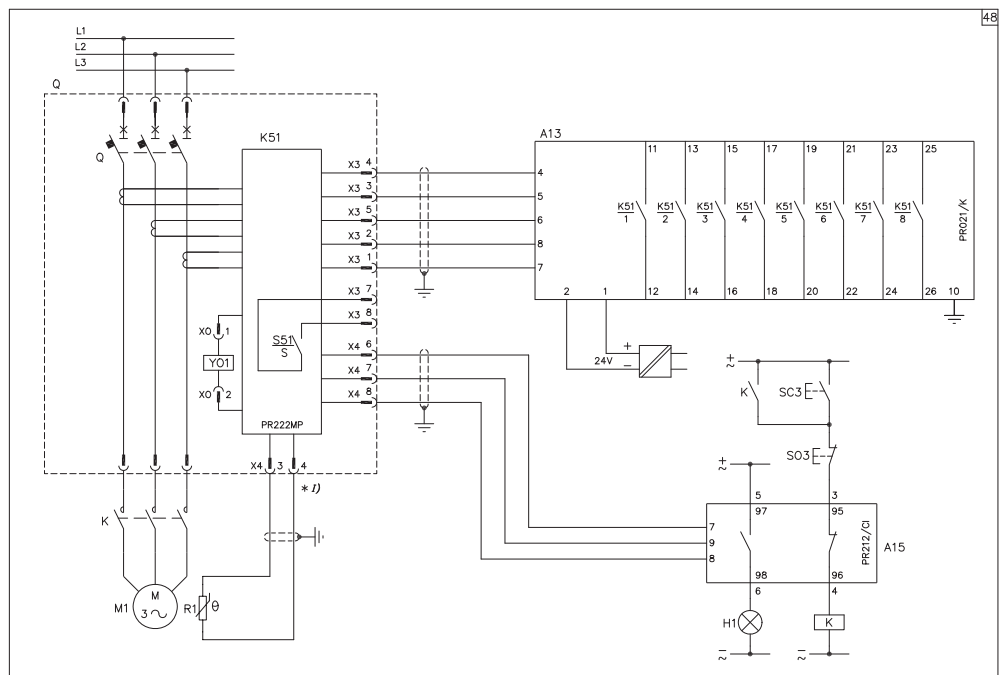 48
L1
L2
L3
Q
Q
K51
X3 4
X3 3
X3 5
X3 2
X3 1
X3 7
X3 8
X4 6
X4 7
X4 8
S51
S
X0 1
Y01
X0 2
PR222MP
X4 3 4
* I)
A13
4
5
6
8
7
11 13 15 17 19 21 23 25
K51 K51 K51 K51 K51 K51 K51 K51
1 2 3 4 5 6 7 8
PR021/K
2 1 12 14 16 18 20 22 24 26 10
24V
+
–
K
M1
M
3 ~
R1
θ
+
~
K
SC3
SO3
+
~
5 3
97 95
7
9
8
PR212/CI
A15
98 96
6 4
H1
K
–
~
–
~